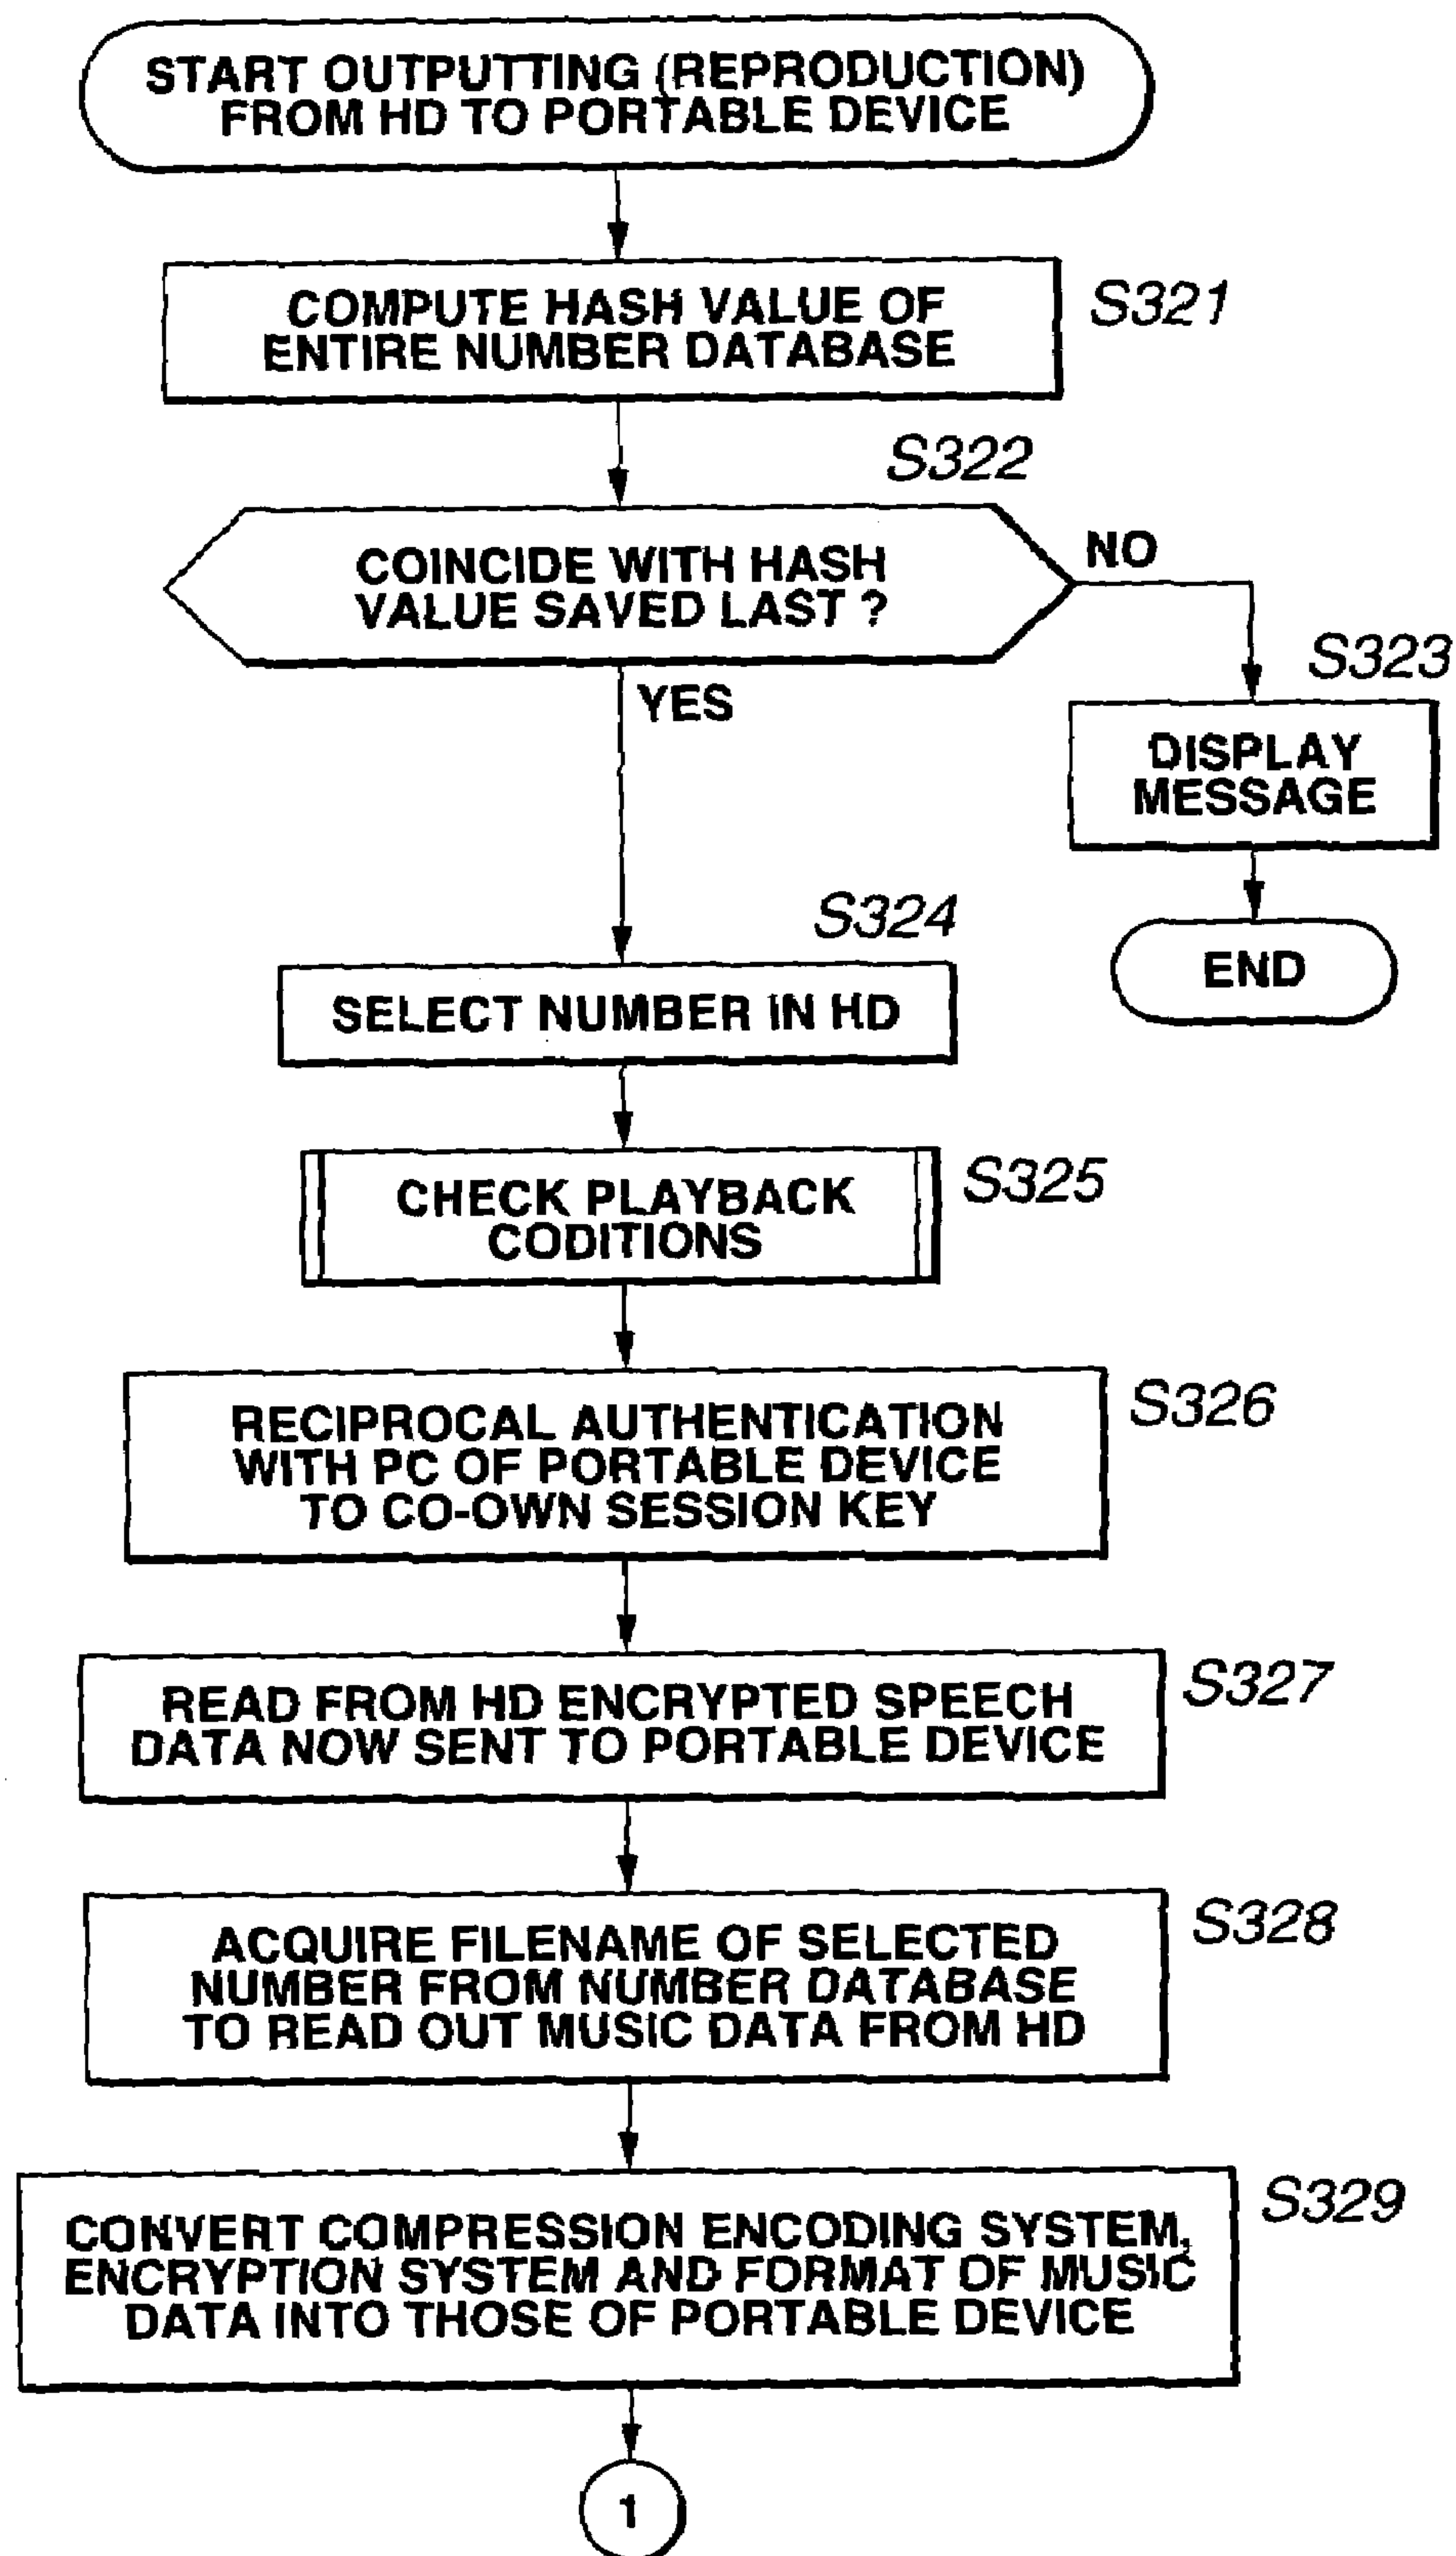 START OUTPUTTING (REPRODUCTION)
FROM HD TO PORTABLE DEVICE
COMPUTE HASH VALUE OF
ENTIRE NUMBER DATABASE
S321
S322
COINCIDE WITH HASH
VALUE SAVED LAST ?
NO
YES
S323
DISPLAY
MESSAGE
END
S324
SELECT NUMBER IN HD
CHECK PLAYBACK
CODITIONS
S325
RECIPROCAL AUTHENTICATION
WITH PC OF PORTABLE DEVICE
TO CO-OWN SESSION KEY
S326
READ FROM HD ENCRYPTED SPEECH
DATA NOW SENT TO PORTABLE DEVICE
S327
ACQUIRE FILENAME OF SELECTED
NUMBER FROM NUMBER DATABASE
TO READ OUT MUSIC DATA FROM HD
S328
CONVERT COMPRESSION ENCODING SYSTEM,
ENCRYPTION SYSTEM AND FORMAT OF MUSIC
DATA INTO THOSE OF PORTABLE DEVICE
S329
1